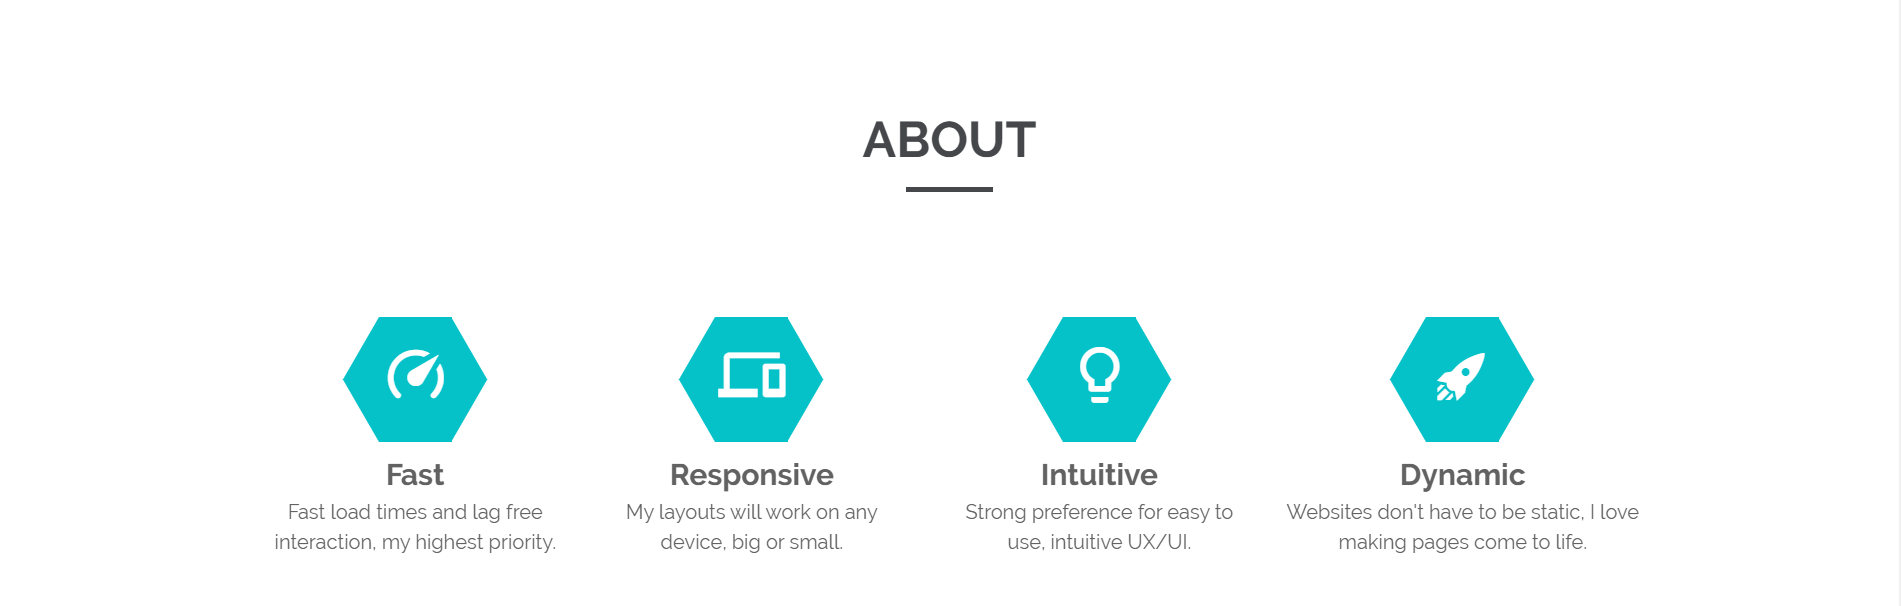 ABOUT
Fast
Fast load times and lag free
interaction, my highest priority.
Responsive
My layouts will work on any
device, big or small.
Intuitive
Strong preference for easy to
use, intuitive UX/UI.
Dynamic
Websites don't have to be static, I love
making pages come to life.